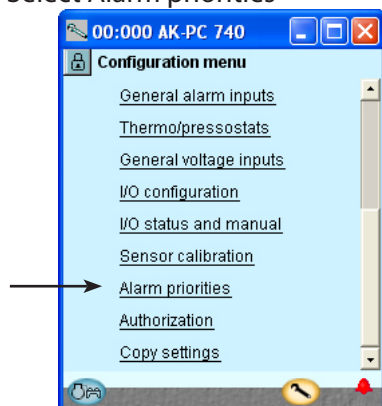 Select Alarm priorities
00:000 AK-PC 740
Configuration menu
General alarm inputs
Thermo/pressostats
General voltage inputs
I/O configuration
I/O status and manual
Sensor calibration
Alarm priorities
Authorization
Copy settings